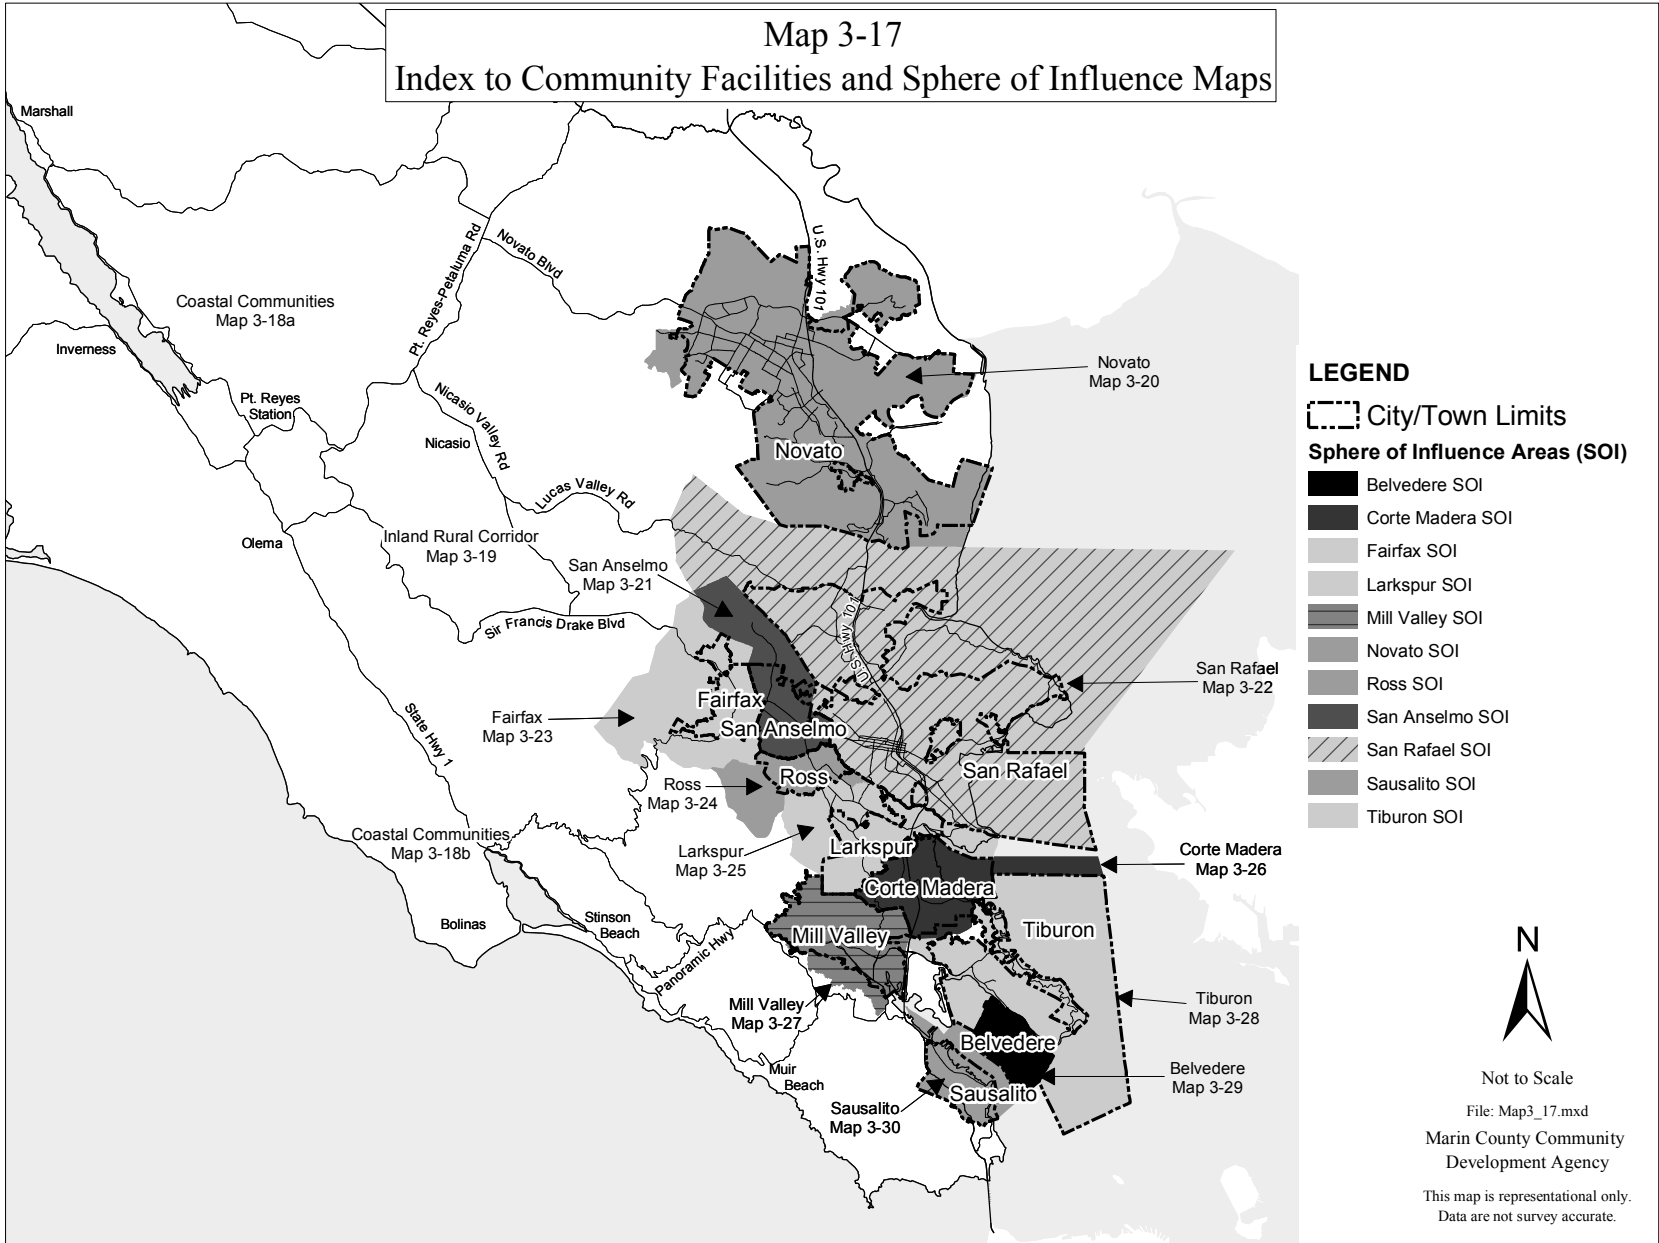 Map 3-17
Index to Community Facilities and Sphere of Influence Maps
Marshall
U.S. Hwy 101
Pt. Reyes-Petaluma Rd
Novato Blvd
Coastal Communities
Map 3-18a
Inverness
Novato
Map 3-20
Pt. Reyes
Station
Nicasio Valley Rd
Nicasio
Novato
Lucas Valley Rd
Olema
Inland Rural Corridor
Map 3-19
San Anselmo
Map 3-21
Sir Francis Drake Blvd
U.S. Hwy 101
San Rafael
Map 3-22
Fairfax
State Hwy 1
Fairfax
Map 3-23
San Anselmo
San Rafael
Ross
Ross
Map 3-24
Coastal Communities
Map 3-18b
Larkspur
Larkspur
Map 3-25
Corte Madera
Map 3-26
Corte Madera
Bolinas
Stinson
Beach
Panoramic Hwy
Mill Valley
Tiburon
Mill Valley
Map 3-27
Tiburon
Map 3-28
Belvedere
Muir
Beach
Belvedere
Map 3-29
Sausalito
Sausalito
Map 3-30
LEGEND
City/Town Limits
Sphere of Influence Areas (SOI)
Belvedere SOI
Corte Madera SOI
Fairfax SOI
Larkspur SOI
Mill Valley SOI
Novato SOI
Ross SOI
San Anselmo SOI
San Rafael SOI
Sausalito SOI
Tiburon SOI
N
Not to Scale
File: Map3_17.mxd
Marin County Community
Development Agency
This map is representational only.
Data are not survey accurate.